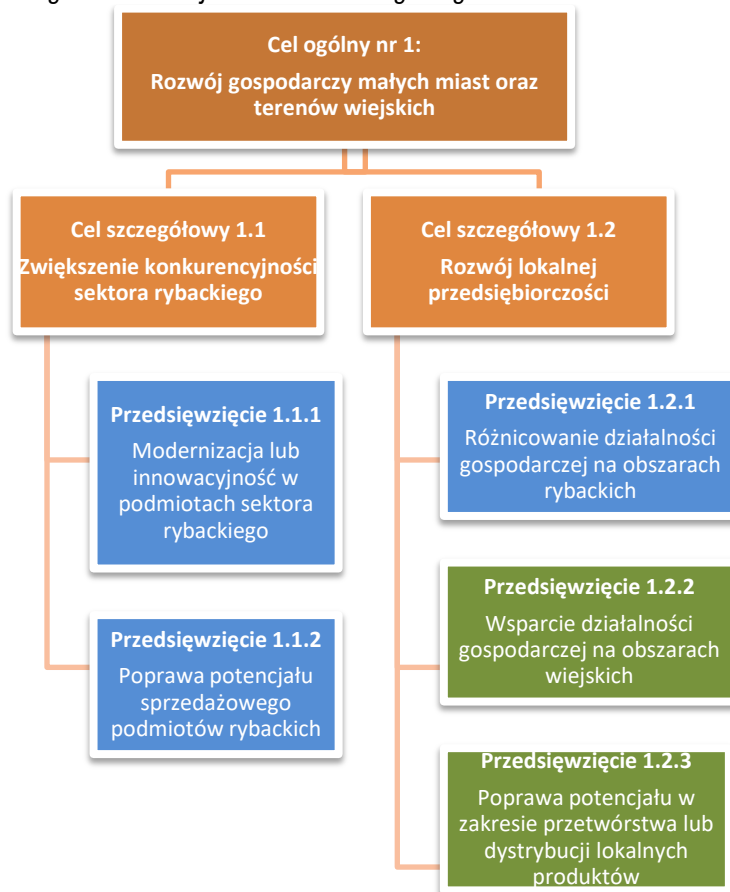 Cel ogólny nr 1:
Rozwój gospodarczy małych miast oraz
terenów wiejskich
Cel szczegółowy 1.1
Zwiększenie konkurencyjności
sektora rybackiego
Cel szczegółowy 1.2
Rozwój lokalnej
przedsiębiorczości
Przedsięwzięcie 1.1.1
Modernizacja lub
innowacyjność w
podmiotach sektora
rybackiego
Przedsięwzięcie 1.1.2
Poprawa potencjału
sprzedażowego
podmiotów rybackich
Przedsięwzięcie 1.2.1
Różnicowanie działalności
gospodarczej na obszarach
rybackich
Przedsięwzięcie 1.2.2
Wsparcie działalności
gospodarczej na obszarach
wiejskich
Przedsięwzięcie 1.2.3
Poprawa potencjału w
zakresie przetwórstwa lub
dystrybucji lokalnych
produktów